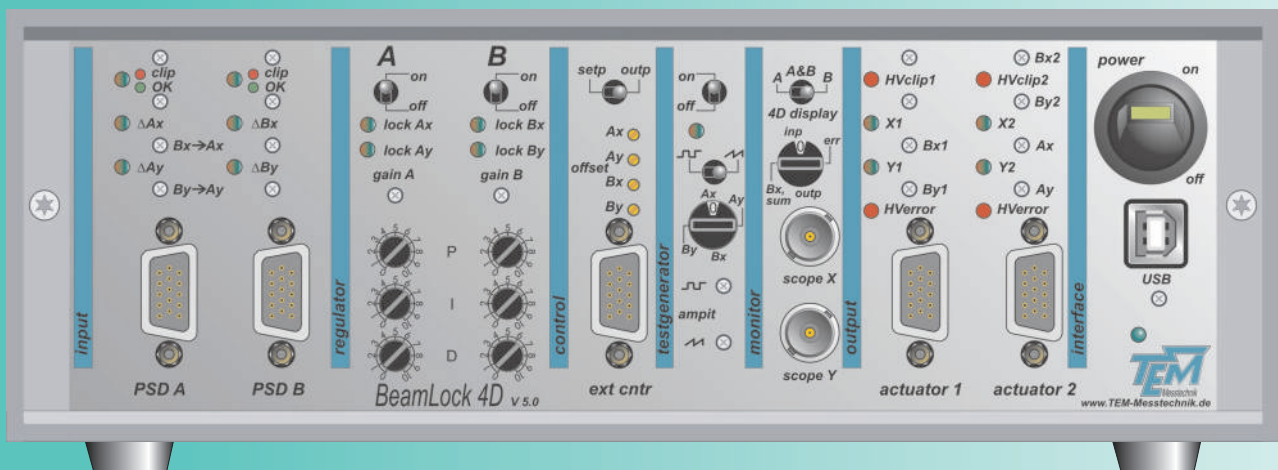 input
clip
OK
ΔAx
Bx→Ax
ΔAy
By→Ay
PSD A
clip
OK
ΔBx
ΔBy
PSD B
regulator
A
on
off
lock Ax
lock Ay
gain A
B
on
off
lock Bx
lock By
gain B
P
I
D
BeamLock 4D V 5.0
control
setp outp
Ax
Ay
offset
Bx
By
ext cntr
testgenerator
on
off
Ax
Ay
By
Bx
ampit
monitor
A A&B B
4D display
inp
err
Bx,
sum outp
scope X
scope Y
output
HVclip1
X1
Bx1
Y1
By1
HVerror
actuator 1
Bx2
HVclip2
By2
X2
Ax
Y2
Ay
HVerror
actuator 2
interface
power
on
off
USB
TEM
Messtechnik
www.TEM-Messtechnik.de